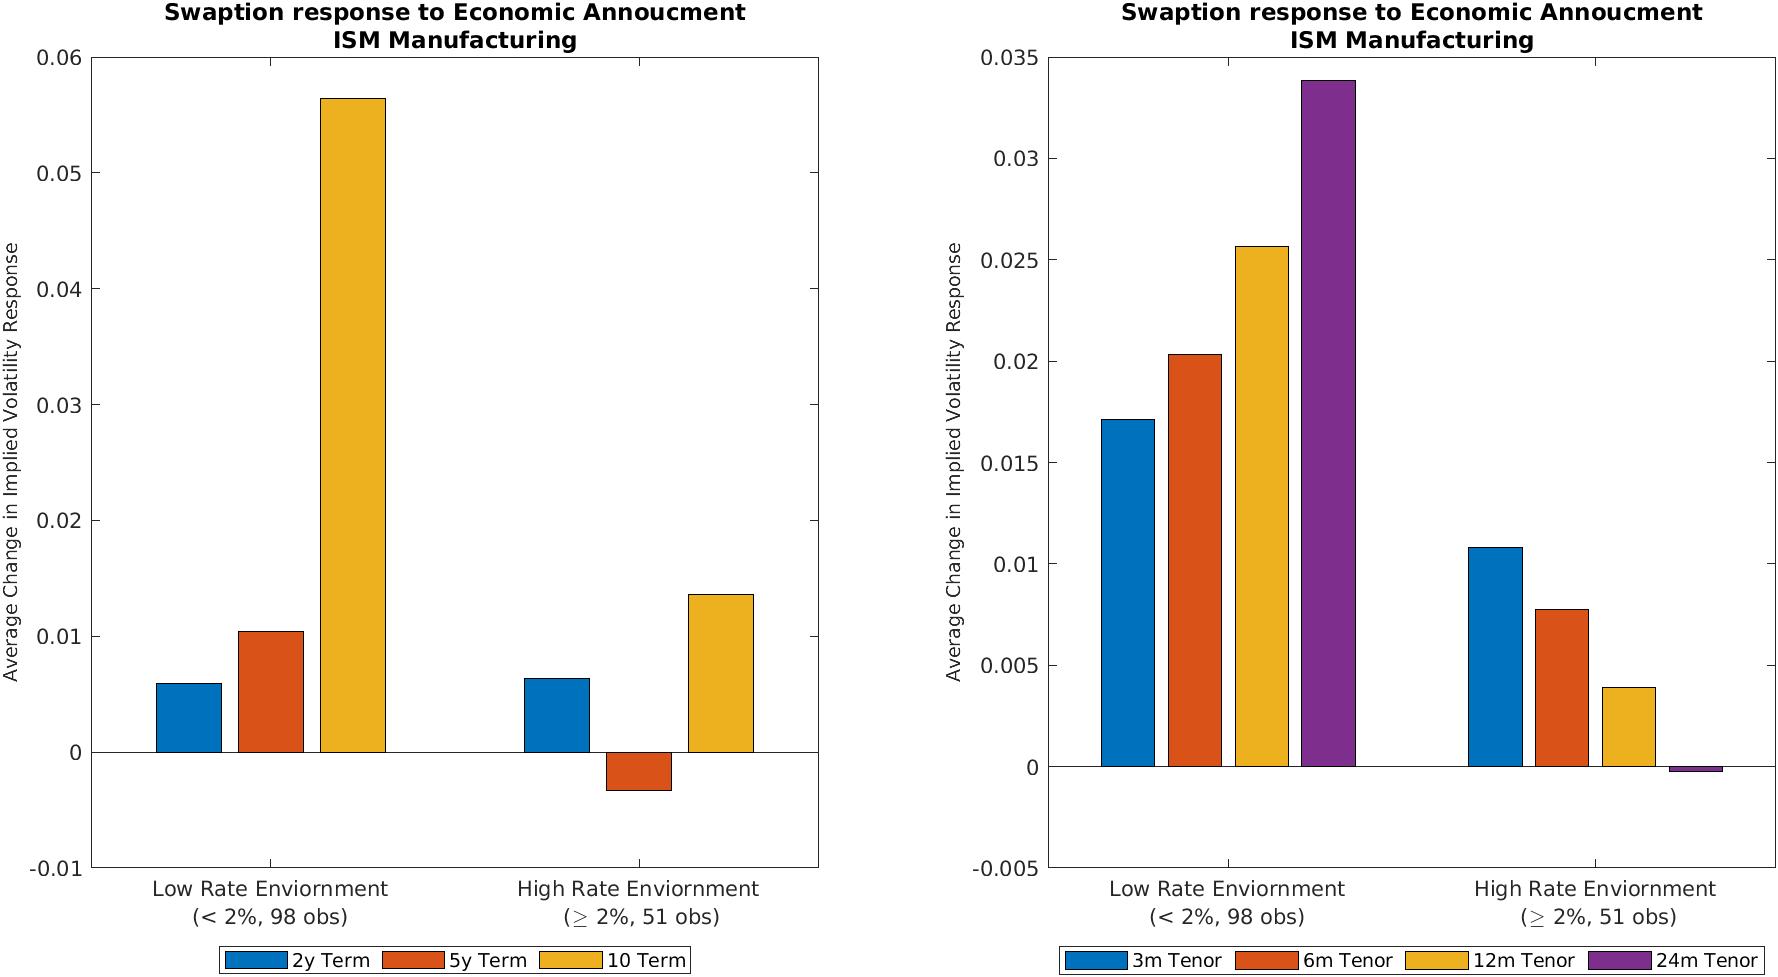 Swaption response to Economic Annoucment
ISM Manufacturing
Average Change in Implied Volatility Response
0.06
0.05
0.04
0.03
0.02
0.01
0
-0.01
Low Rate Enviornment
(< 2%, 98 obs)
High Rate Enviornment
(≥ 2%, 51 obs)
2y Term
5y Term
10 Term
Swaption response to Economic Annoucment
ISM Manufacturing
Average Change in Implied Volatility Response
0.035
0.03
0.025
0.02
0.015
0.01
0.005
0
-0.005
Low Rate Enviornment
(< 2%, 98 obs)
High Rate Enviornment
(≥ 2%, 51 obs)
3m Tenor
6m Tenor
12m Tenor
24m Tenor